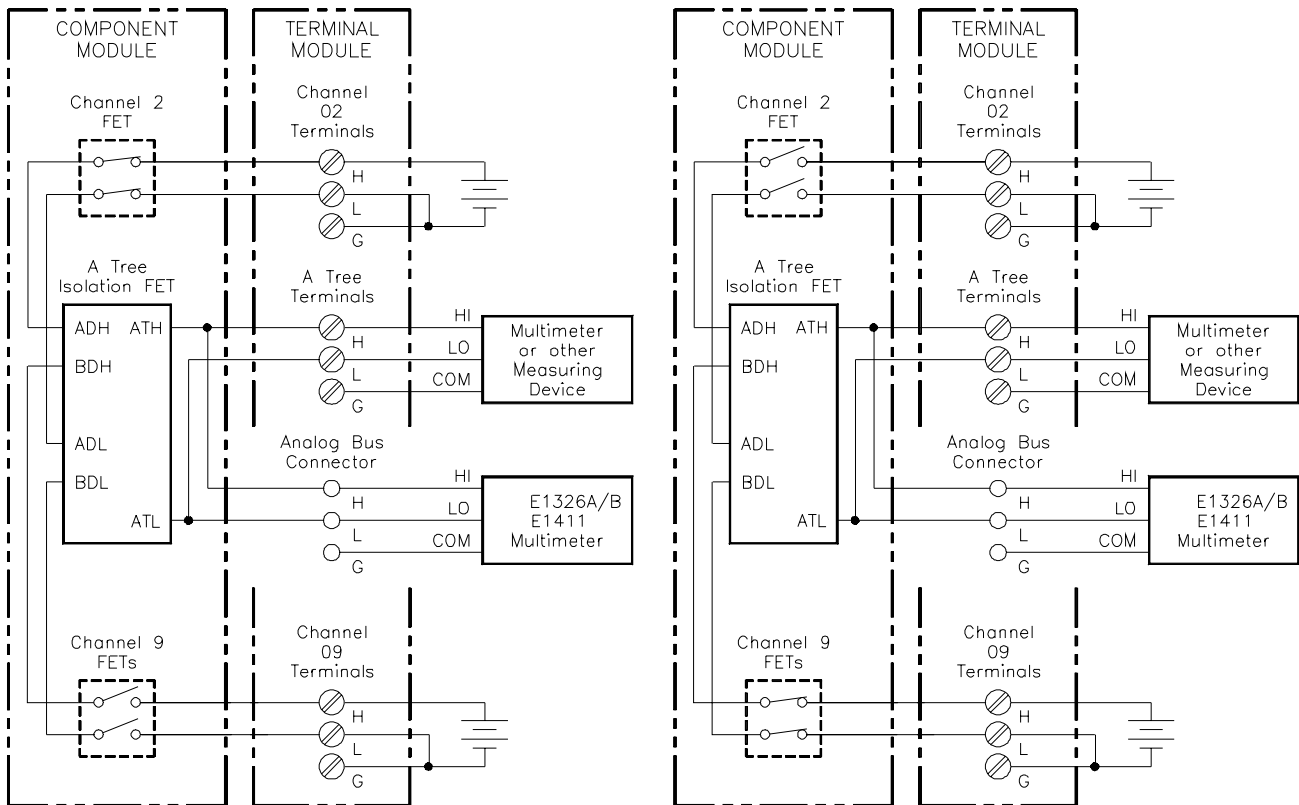 COMPONENT
MODULE
TERMINAL
MODULE
Channel 2
FET
Channel
02
Terminals
H
L
G
A Tree
Isolation FET
A Tree
Terminals
ADH
ATH
BDH
ADL
BDL
ATL
H
L
G
HI
LO
COM
Multimeter
or other
Measuring
Device
Analog Bus
Connector
H
L
G
HI
LO
COM
E1326A/B
E1411
Multimeter
Channel 9
FETs
Channel
09
Terminals
H
L
G
COMPONENT
MODULE
TERMINAL
MODULE
Channel 2
FET
Channel
02
Terminals
H
L
G
A Tree
Isolation FET
A Tree
Terminals
ADH
ATH
BDH
ADL
BDL
ATL
H
L
G
HI
LO
COM
Multimeter
or other
Measuring
Device
Analog Bus
Connector
H
L
G
HI
LO
COM
E1326A/B
E1411
Multimeter
Channel 9
FETs
Channel
09
Terminals
H
L
G